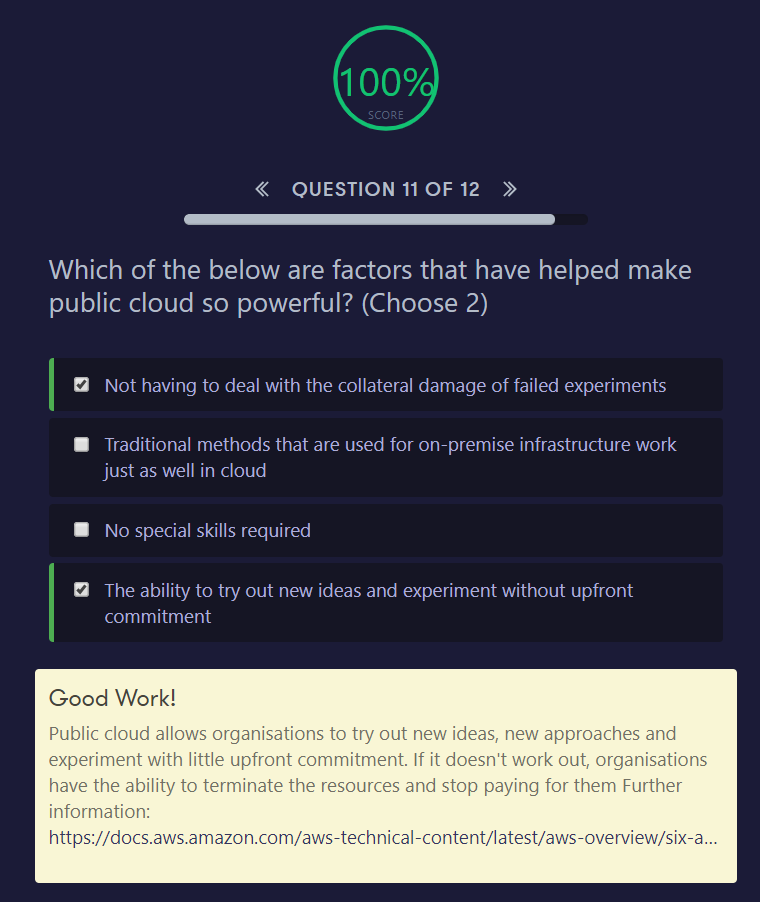 100%
SCORE
QUESTION 11 OF 12
Which of the below are factors that have helped make
public cloud so powerful? (Choose 2)
Not having to deal with the collateral damage of failed experiments
Traditional methods that are used for on-premise infrastructure work
just as well in cloud
No special skills required
The ability to try out new ideas and experiment without upfront
commitment
Good Work!
Public cloud allows organisations to try out new ideas, new approaches and
experiment with little upfront commitment. If it doesn't work out, organisations
have the ability to terminate the resources and stop paying for them Further
information:
https://docs.aws.amazon.com/aws-technical-content/latest/aws-overview/six-a...